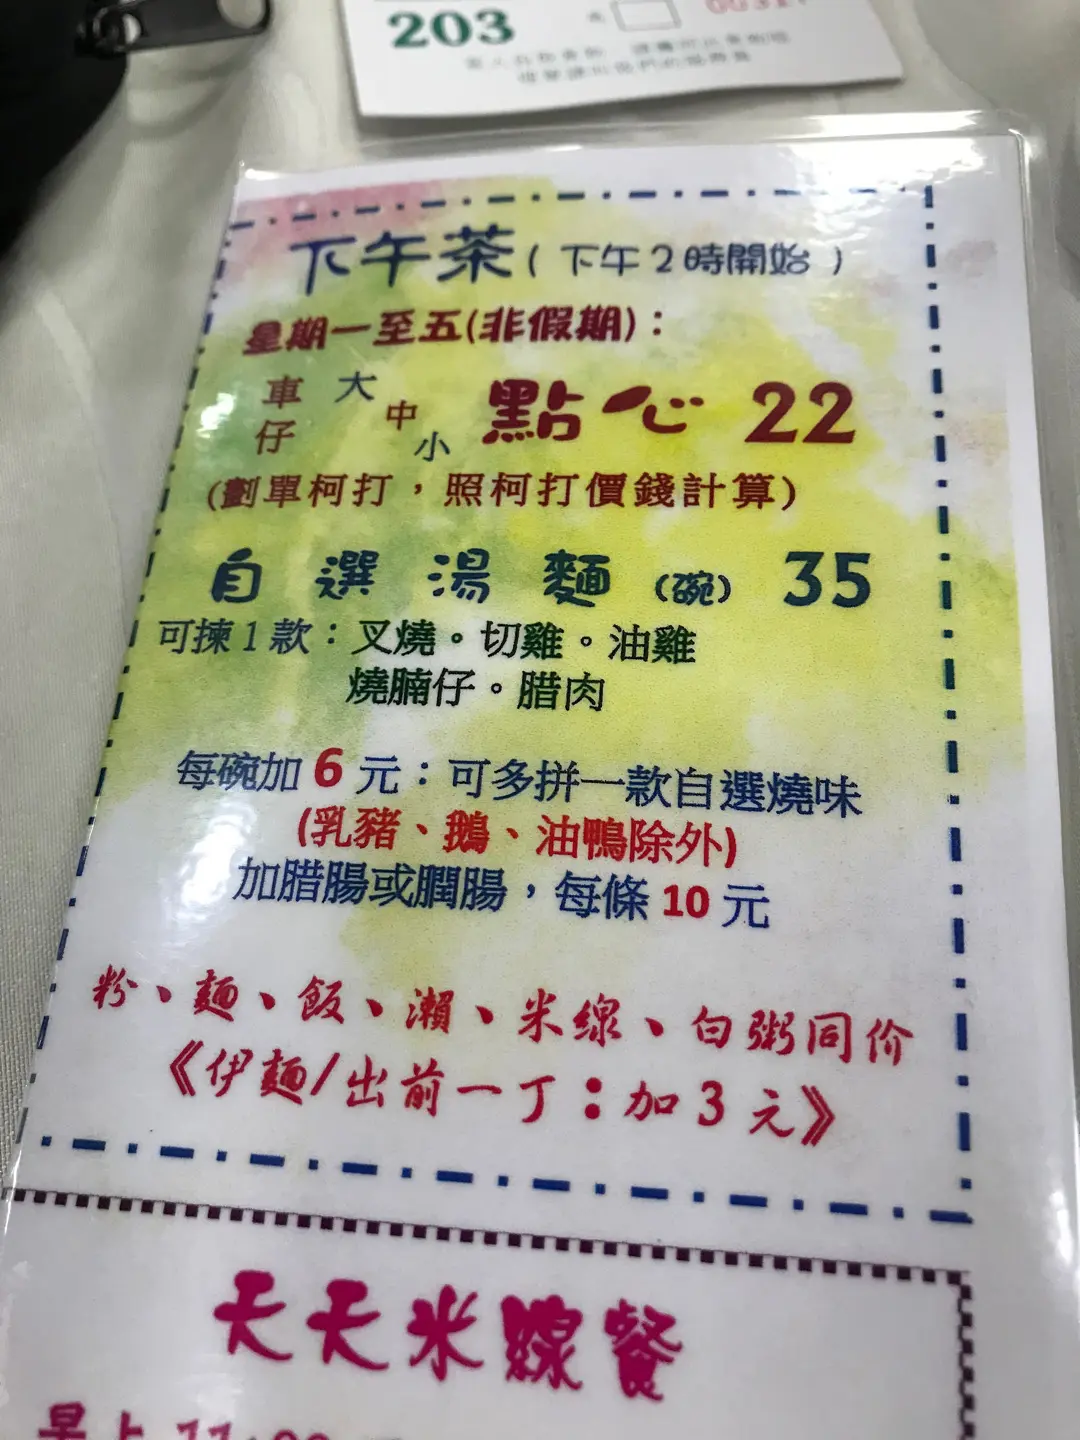 203
下午茶(下午2時開始)
星期一至五(非假期)：
車仔 大中小 點心 22
(劃單柯打，照柯打價錢計算)
自選湯麵(碗) 35
可揀1款：叉燒。切雞。油雞
燒腩仔。腊肉
每碗加6元：可多拼一款自選燒味
(乳豬、鵝、油鴨除外)
加腊腸或膶腸，每條10元
粉、麵、飯、瀨、米線、白粥同价
《伊麵/出前一丁：加3元》
天天米線餐
早上11:00